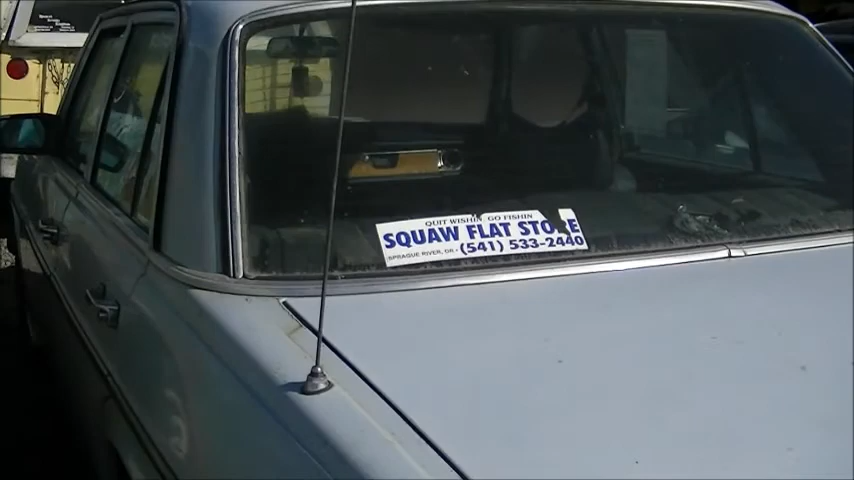 QUIT WISHIN' GO FISHIN
SQUAW FLAT STORE
SPRAGUE RIVER, OR. (541) 533-2440